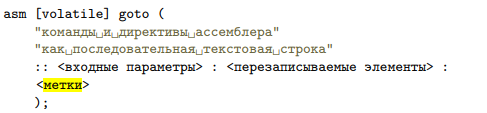 asm [volatile] goto (
"команды␣и␣директивы␣ассемблера"
"как␣последовательная␣текстовая␣строка"
:: <входные параметры> : <перезаписываемые элементы> :
<метки>
);